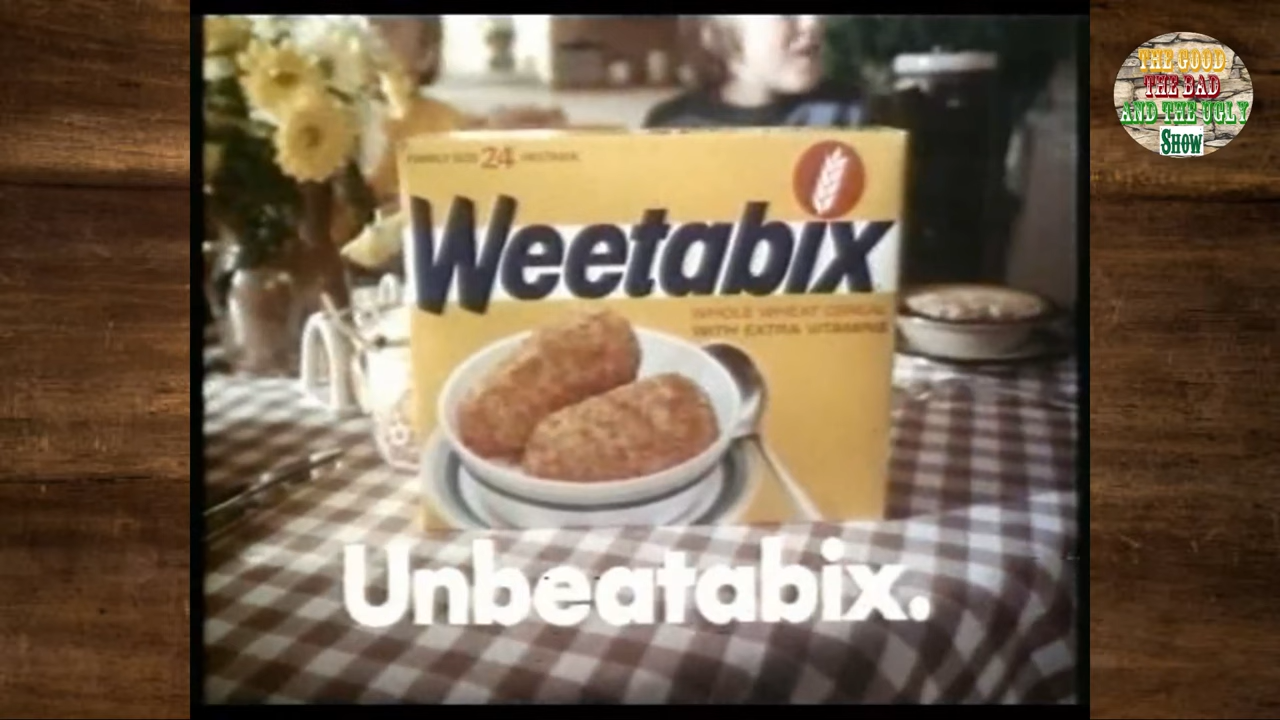 THE GOOD
THE BAD
AND THE UGLY
SHOW
FAMILY SIZE 24
Weetabix
WHOLE WHEAT CEREAL
WITH EXTRA VITAMINS
Unbeatabix.